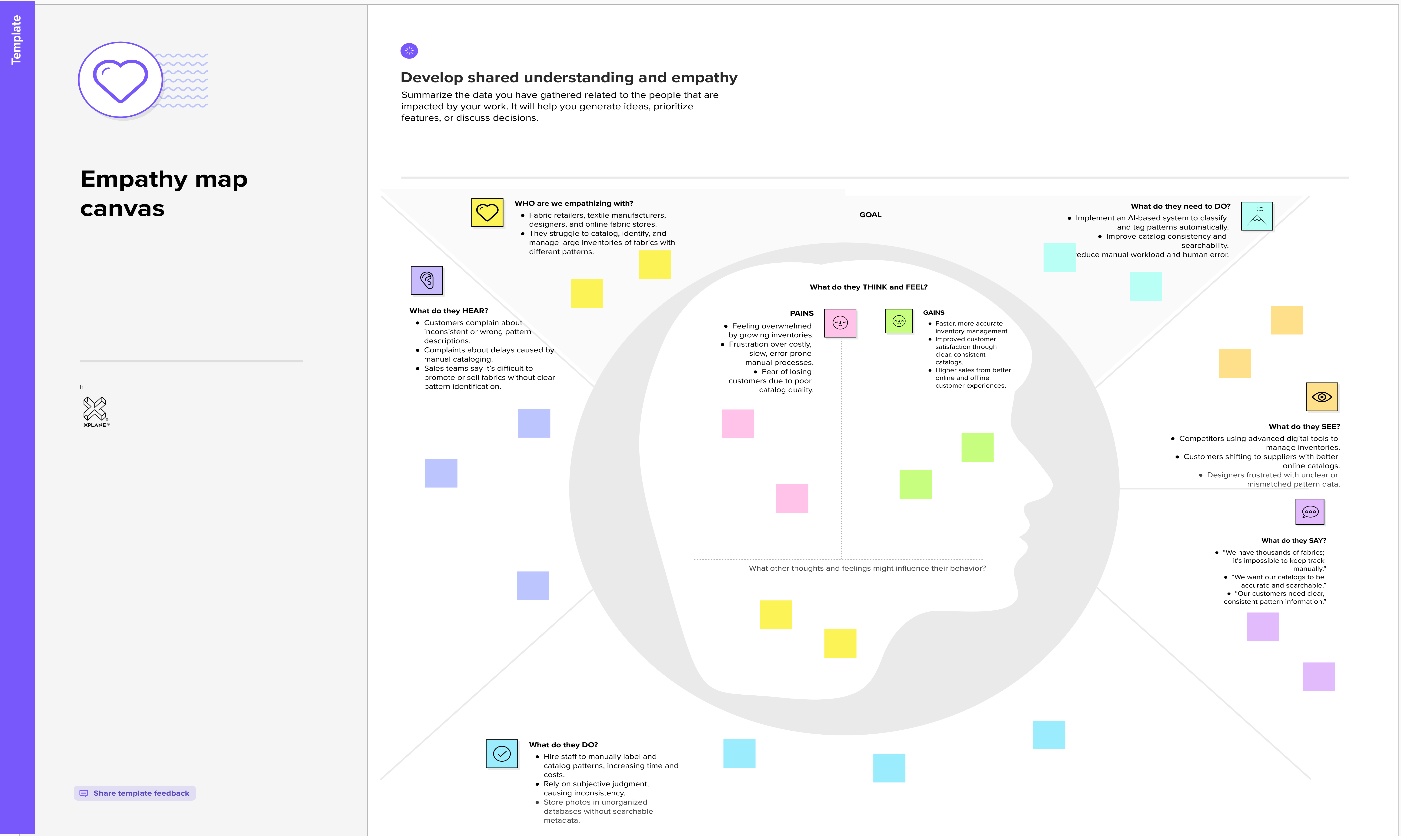 Template
Empathy map
canvas
XPLANE
Share template feedback
Develop shared understanding and empathy
Summarize the data you have gathered related to the people that are
impacted by your work. It will help you generate ideas, prioritize
features, or discuss decisions.
WHO are we empathizing with?
● Fabric retailers, textile manufacturers,
designers, and online fabric stores.
● They struggle to catalog, identify, and
manage large inventories of fabrics with
different patterns.
GOAL
What do they need to DO?
● Implement an AI-based system to classify
and tag patterns automatically.
● Improve catalog consistency and
searchability.
educe manual workload and human error.
What do they HEAR?
● Customers complain about
inconsistent or wrong pattern
descriptions.
● Complaints about delays caused by
manual cataloging.
● Sales teams say it's difficult to
promote or sell fabrics without clear
pattern identification.
What do they THINK and FEEL?
PAINS
● Feeling overwhelmed
by growing inventories
● Frustration over costly,
slow, error-prone
manual processes.
● Fear of losing
customers due to poor
catalog quality.
GAINS
● Faster, more accurate
inventory management
● Improved customer
satisfaction through
clear, consistent
catalogs.
● Higher sales from better
online and offline
customer experiences.
What do they SEE?
● Competitors using advanced digital tools to
manage inventories.
● Customers shifting to suppliers with better
online catalogs.
● Designers frustrated with unclear or
mismatched pattern data.
What do they SAY?
● "We have thousands of fabrics;
it's impossible to keep track
manually."
● "We want our catalogs to be
accurate and searchable."
● "Our customers need clear,
consistent pattern information."
What other thoughts and feelings might influence their behavior?
What do they DO?
● Hire staff to manually label and
catalog patterns, increasing time and
costs.
● Rely on subjective judgment,
causing inconsistency.
● Store photos in unorganized
databases without searchable
metadata.